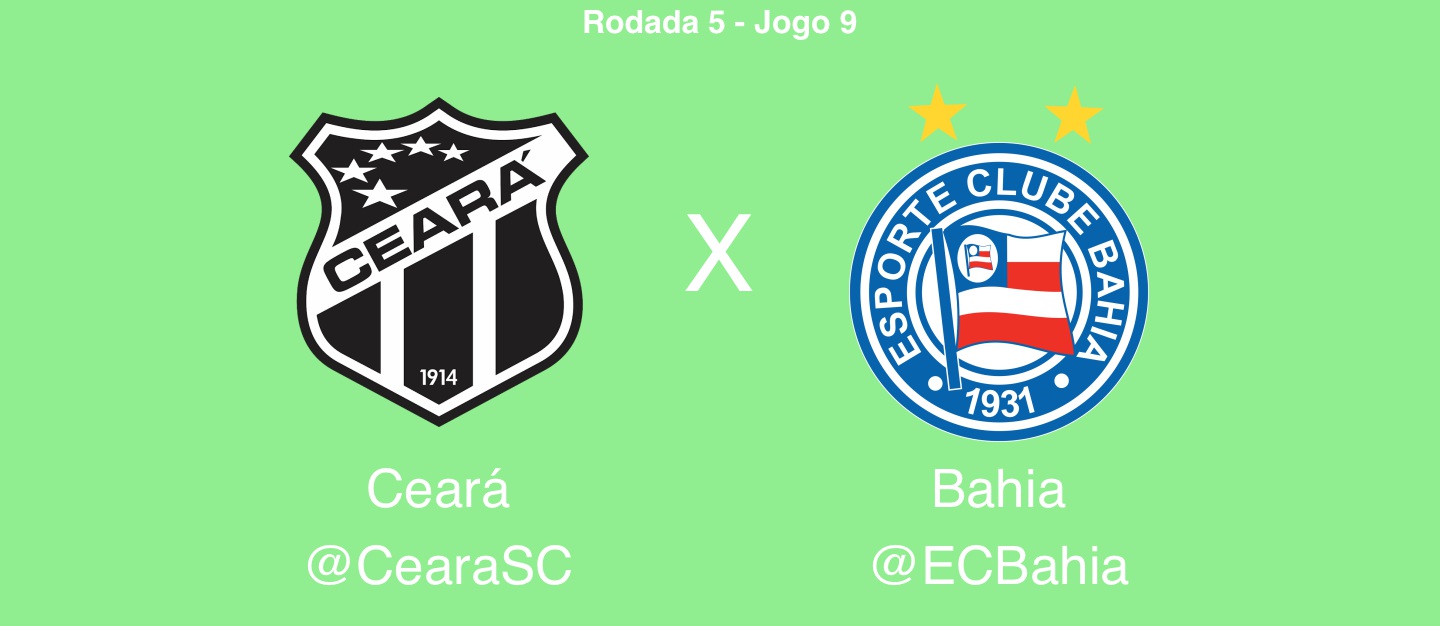 Rodada 5 - Jogo 9
CEARÁ
1914
X
ESPORTE CLUBE BAHIA
1931
Ceará
Bahia
@CearaSC
@ECBahia